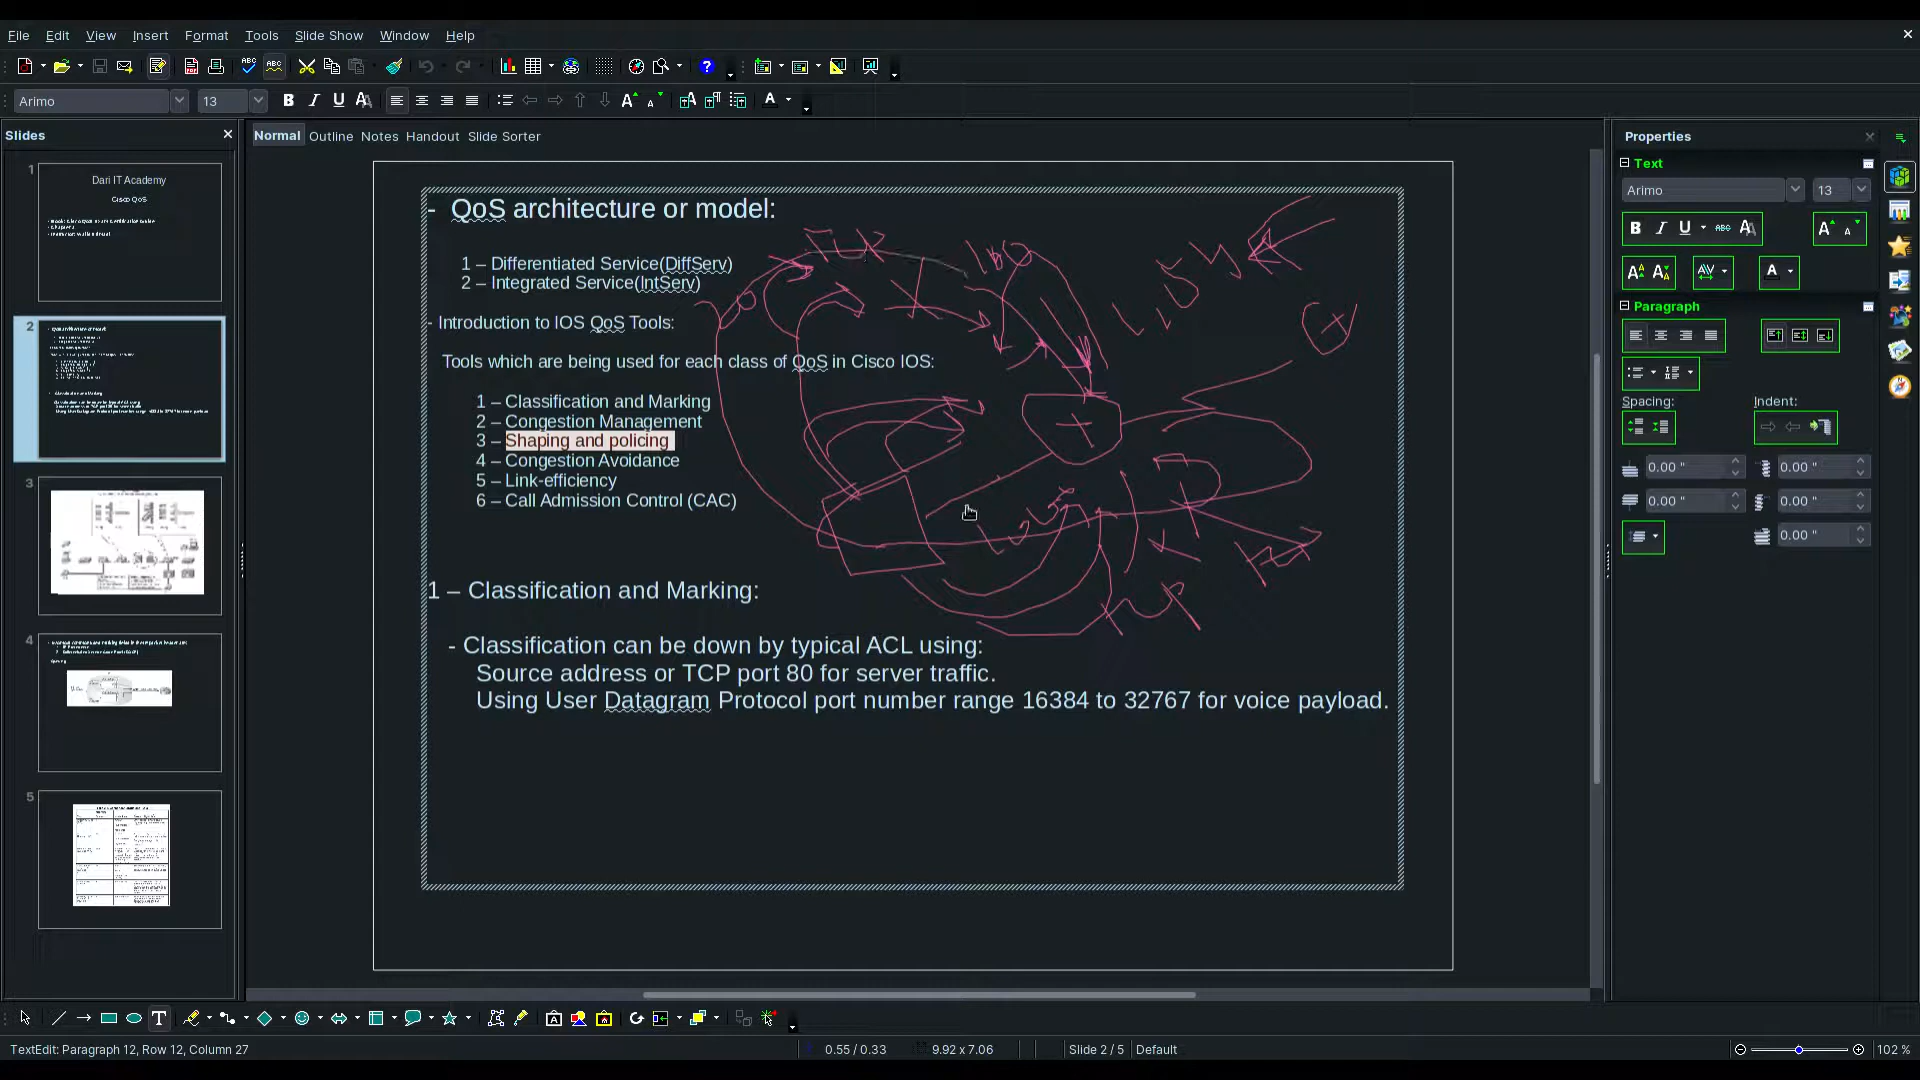 File Edit View Insert Format Tools Slide Show Window Help
Arimo 13
Slides
Normal Outline Notes Handout Slide Sorter
1
Dari IT Academy
Cisco QoS
2
3
4
5
- QoS architecture or model:
1 – Differentiated Service(DiffServ)
2 – Integrated Service(IntServ)
- Introduction to IOS QoS Tools:
Tools which are being used for each class of QoS in Cisco IOS:
1 – Classification and Marking
2 – Congestion Management
3 – Shaping and policing
4 – Congestion Avoidance
5 – Link-efficiency
6 – Call Admission Control (CAC)
1 – Classification and Marking:
- Classification can be down by typical ACL using:
Source address or TCP port 80 for server traffic.
Using User Datagram Protocol port number range 16384 to 32767 for voice payload.
Properties
Text
Arimo 13
Paragraph
Spacing: Indent:
0.00 " 0.00 "
0.00 " 0.00 "
0.00 "
TextEdit: Paragraph 12, Row 12, Column 27
0.55 / 0.33 9.92 x 7.06 Slide 2 / 5 Default 102 %